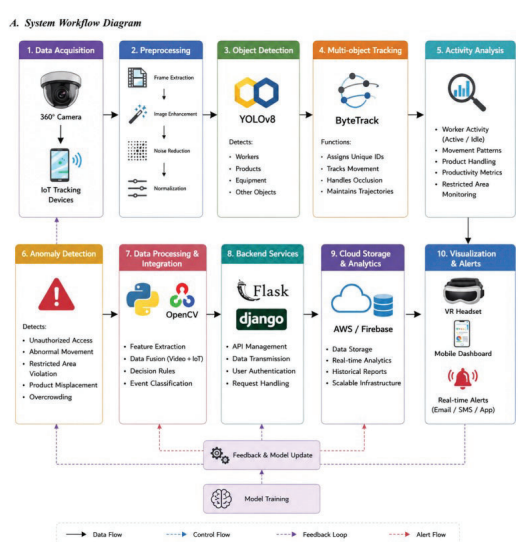 A. System Workflow Diagram
1. Data Acquisition
360° Camera
IoT Tracking
Devices
2. Preprocessing
Frame Extraction
Image Enhancement
Noise Reduction
Normalization
3. Object Detection
YOLOv8
Detects:
• Workers
• Products
• Equipment
• Other Objects
4. Multi-object Tracking
ByteTrack
Functions:
• Assigns Unique IDs
• Tracks Movement
• Handles Occlusion
• Maintains Trajectories
5. Activity Analysis
• Worker Activity
(Active / Idle)
• Movement Patterns
• Product Handling
• Productivity Metrics
• Restricted Area
Monitoring
6. Anomaly Detection
Detects:
• Unauthorized Access
• Abnormal Movement
• Restricted Area
Violation
• Product Misplacement
• Overcrowding
7. Data Processing &
Integration
OpenCV
• Feature Extraction
• Data Fusion (Video + IoT)
• Decision Rules
• Event Classification
8. Backend Services
Flask
django
• API Management
• Data Transmission
• User Authentication
• Request Handling
9. Cloud Storage
& Analytics
AWS / Firebase
• Data Storage
• Real-time Analytics
• Historical Reports
• Scalable Infrastructure
10. Visualization
& Alerts
VR Headset
Mobile Dashboard
Real-time Alerts
(Email / SMS / App)
Feedback & Model Update
Model Training
Data Flow
Control Flow
Feedback Loop
Alert Flow